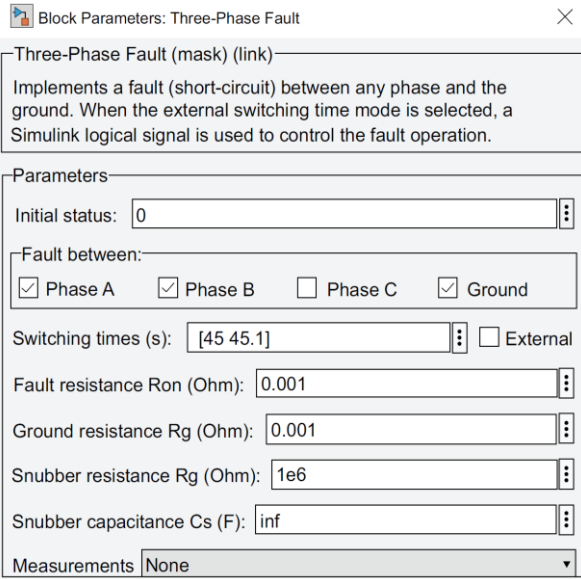 Block Parameters: Three-Phase Fault
Three-Phase Fault (mask) (link)
Implements a fault (short-circuit) between any phase and the
ground. When the external switching time mode is selected, a
Simulink logical signal is used to control the fault operation.
Parameters
Initial status: 0
Fault between:
Phase A Phase B Phase C Ground
Switching times (s): [45 45.1] External
Fault resistance Ron (Ohm): 0.001
Ground resistance Rg (Ohm): 0.001
Snubber resistance Rg (Ohm): 1e6
Snubber capacitance Cs (F): inf
Measurements None